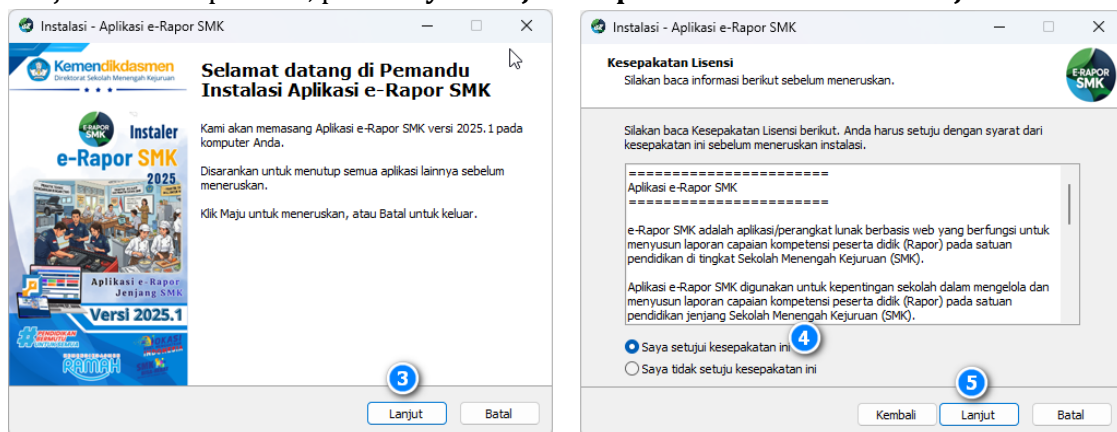 Instalasi - Aplikasi e-Rapor SMK
Kemendikdasmen
Direktorat Sekolah Menengah Kejuruan
Instaler
e-Rapor SMK
2025
Aplikasi e-Rapor
Jenjang SMK
Versi 2025.1
RAMAH
Selamat datang di Pemandu
Instalasi Aplikasi e-Rapor SMK
Kami akan memasang Aplikasi e-Rapor SMK versi 2025.1 pada
komputer Anda.
Disarankan untuk menutup semua aplikasi lainnya sebelum
meneruskan.
Klik Maju untuk meneruskan, atau Batal untuk keluar.
3
Lanjut
Batal
Instalasi - Aplikasi e-Rapor SMK
Kesepakatan Lisensi
Silakan baca informasi berikut sebelum meneruskan.
E-RAPOR
SMK
Silakan baca Kesepakatan Lisensi berikut. Anda harus setuju dengan syarat dari
kesepakatan ini sebelum meneruskan instalasi.
========================
Aplikasi e-Rapor SMK
========================
e-Rapor SMK adalah aplikasi/perangkat lunak berbasis web yang berfungsi untuk
menyusun laporan capaian kompetensi peserta didik (Rapor) pada satuan
pendidikan di tingkat Sekolah Menengah Kejuruan (SMK).
Aplikasi e-Rapor SMK digunakan untuk kepentingan sekolah dalam mengelola dan
menyusun laporan capaian kompetensi peserta didik (Rapor) pada satuan
pendidikan jenjang Sekolah Menengah Kejuruan (SMK).
Saya setujui kesepakatan ini
4
Saya tidak setuju kesepakatan ini
5
Kembali
Lanjut
Batal